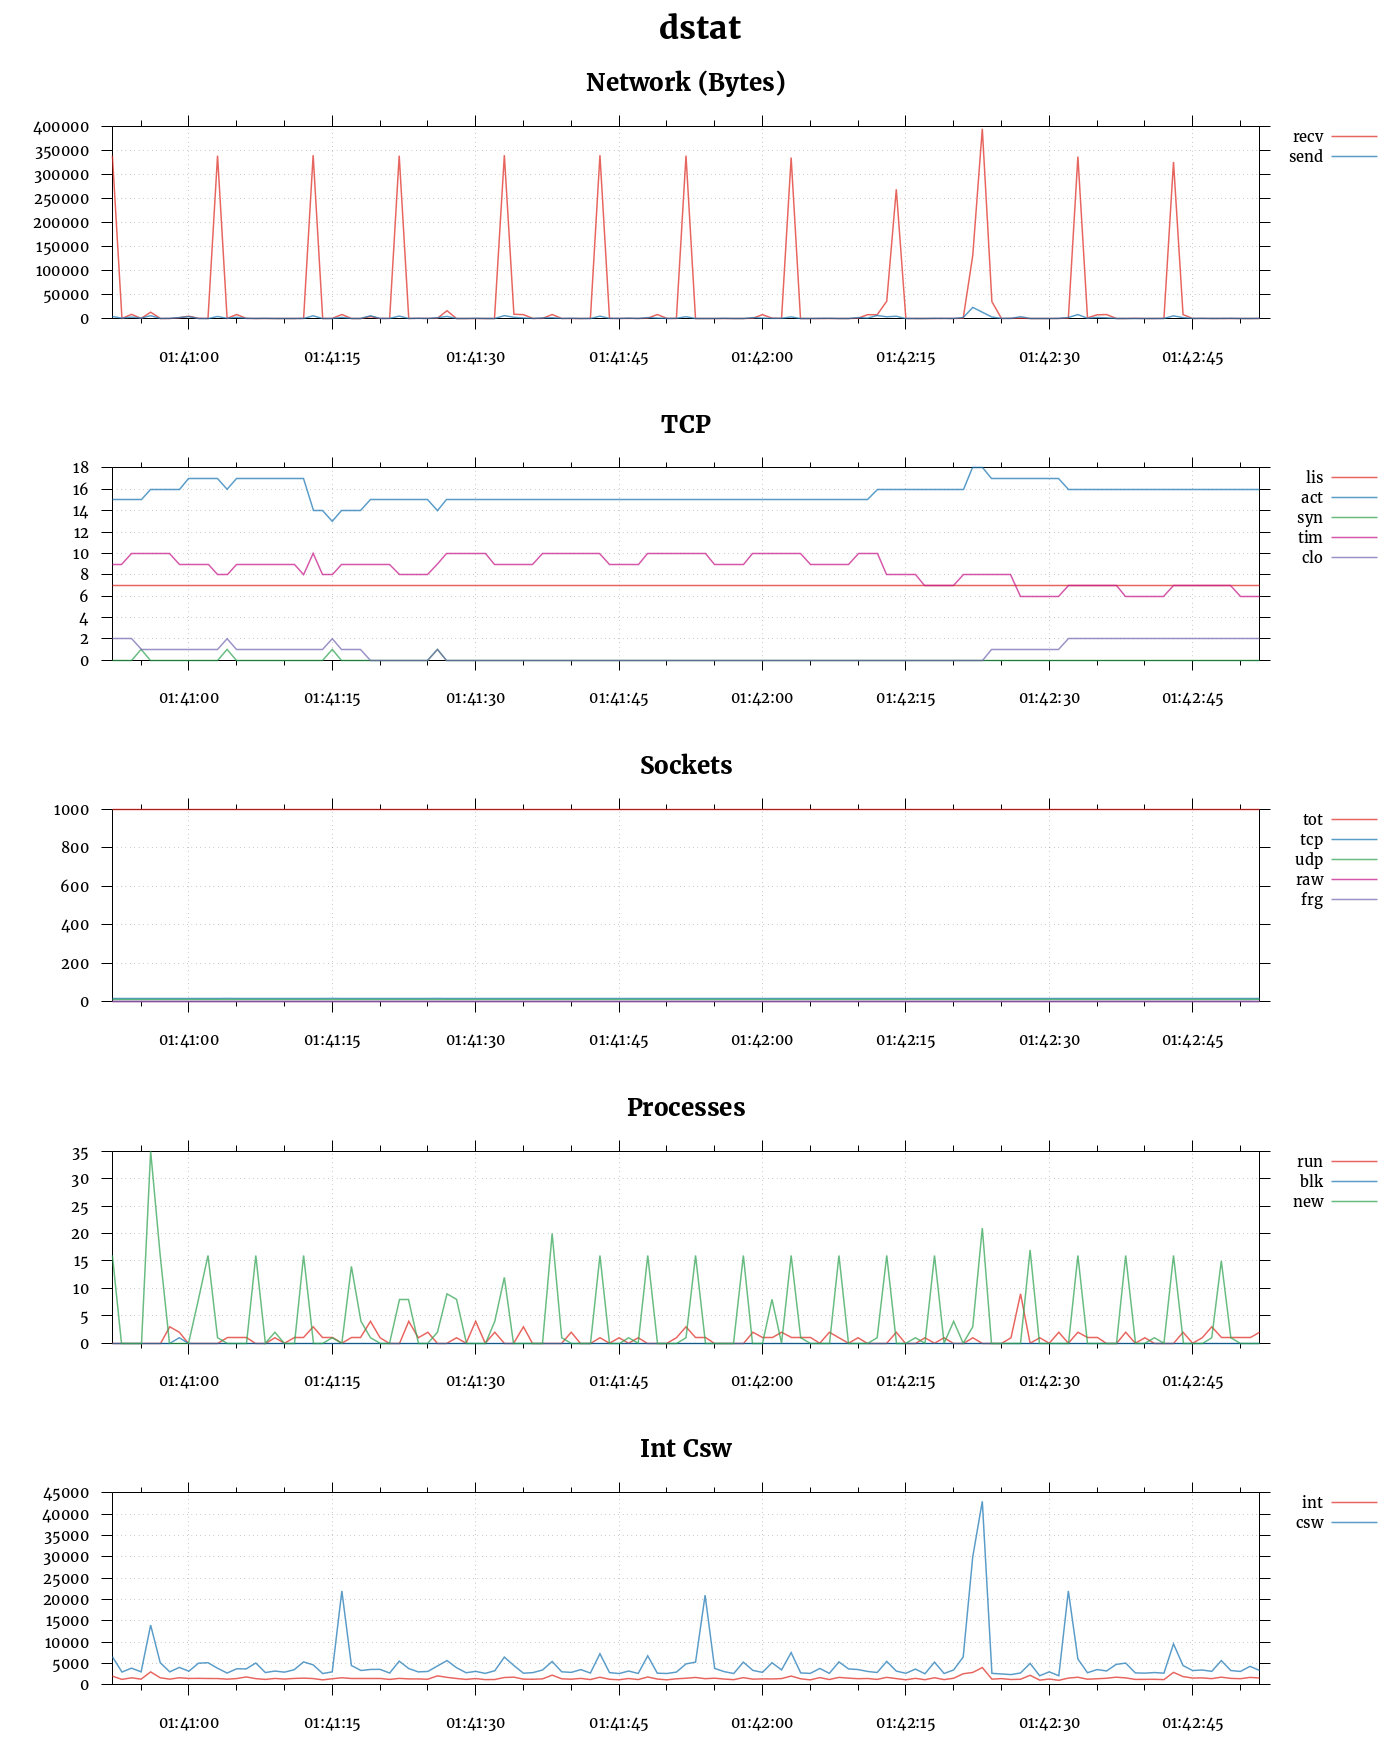 dstat
Network (Bytes)
400000
350000
300000
250000
200000
150000
100000
50000
0
recv
send
01:41:00 01:41:15 01:41:30 01:41:45 01:42:00 01:42:15 01:42:30 01:42:45
TCP
18
16
14
12
10
8
6
4
2
0
lis
act
syn
tim
clo
01:41:00 01:41:15 01:41:30 01:41:45 01:42:00 01:42:15 01:42:30 01:42:45
Sockets
1000
800
600
400
200
0
tot
tcp
udp
raw
frg
01:41:00 01:41:15 01:41:30 01:41:45 01:42:00 01:42:15 01:42:30 01:42:45
Processes
35
30
25
20
15
10
5
0
run
blk
new
01:41:00 01:41:15 01:41:30 01:41:45 01:42:00 01:42:15 01:42:30 01:42:45
Int Csw
45000
40000
35000
30000
25000
20000
15000
10000
5000
0
int
csw
01:41:00 01:41:15 01:41:30 01:41:45 01:42:00 01:42:15 01:42:30 01:42:45